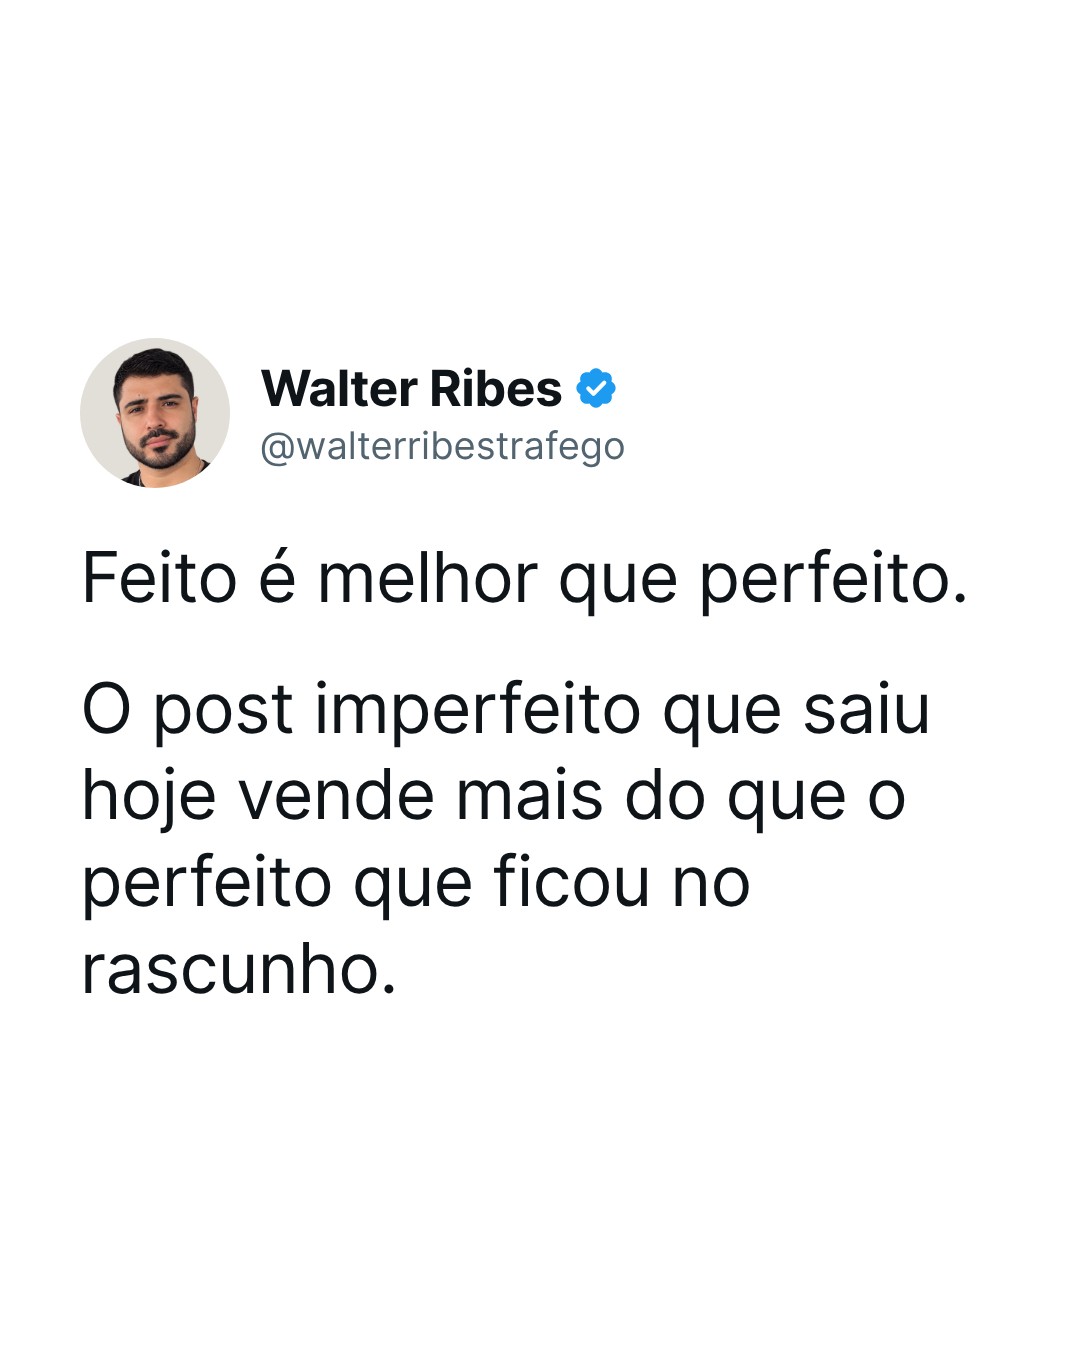 Walter Ribes
@walterribestrafego
Feito é melhor que perfeito.
O post imperfeito que saiu
hoje vende mais do que o
perfeito que ficou no
rascunho.